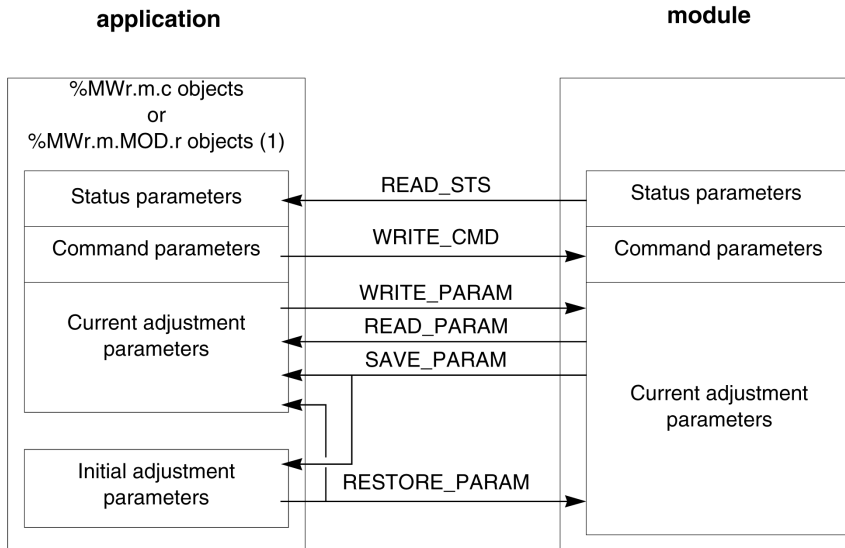 application
module
%MWr.m.c objects
or
%MWr.m.MOD.r objects (1)
Status parameters
READ_STS
Status parameters
Command parameters
WRITE_CMD
Command parameters
WRITE_PARAM
Current adjustment
parameters
READ_PARAM
SAVE_PARAM
Current adjustment
parameters
Initial adjustment
parameters
RESTORE_PARAM